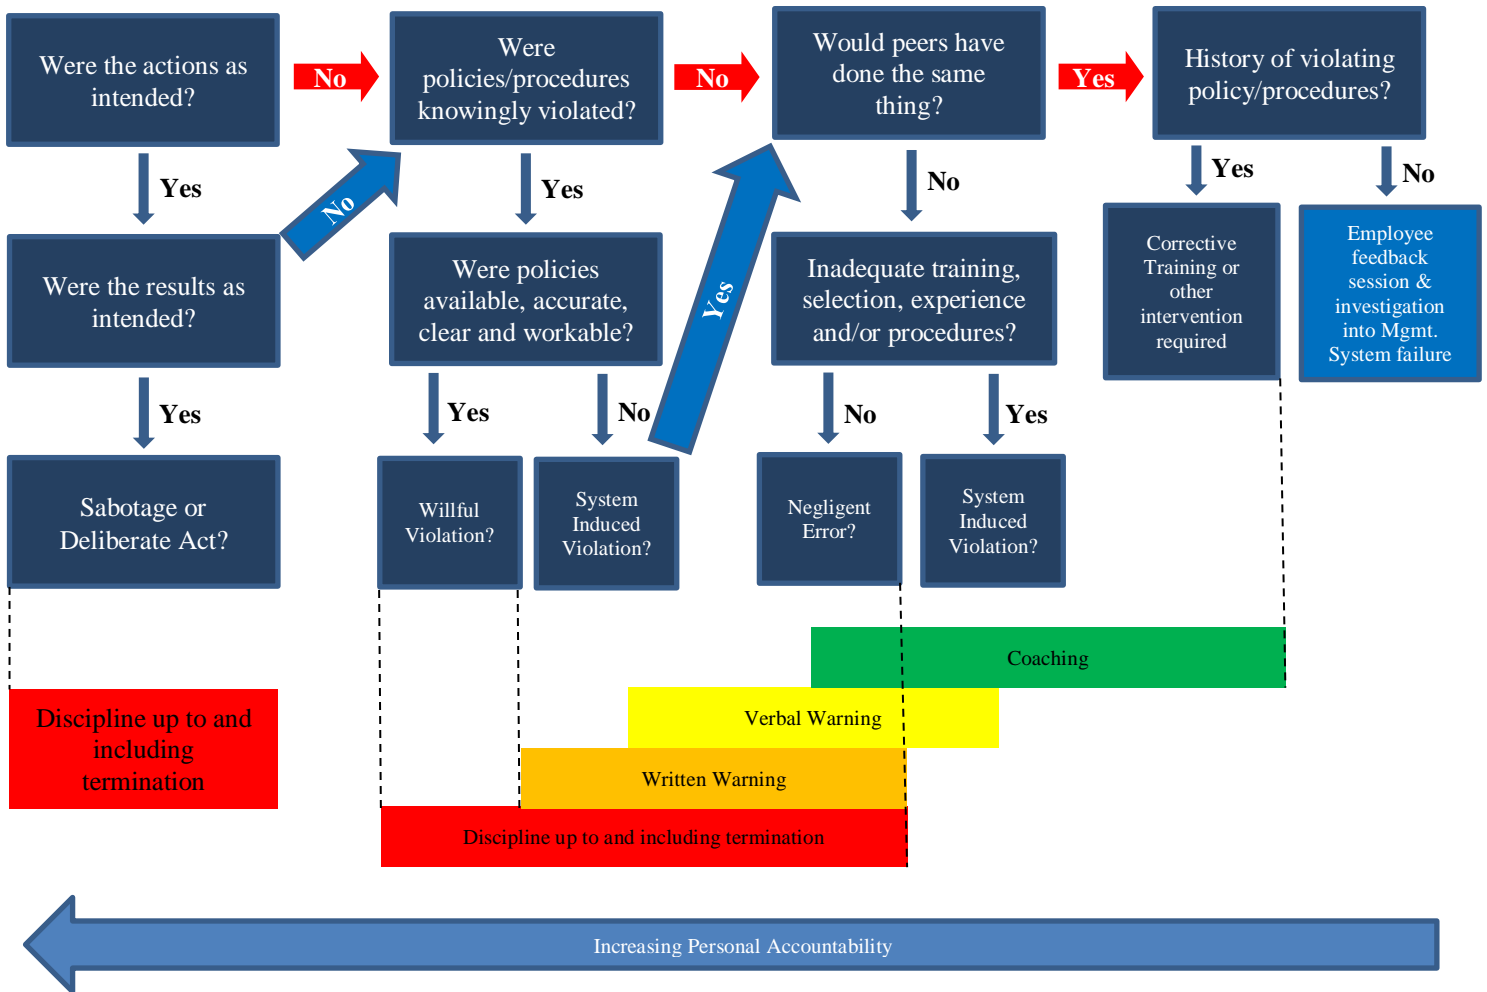 Were the actions as
intended?
No
Were
policies/procedures
knowingly violated?
No
Would peers have
done the same
thing?
Yes
History of violating
policy/procedures?
Yes
No
Yes
No
Yes
No
Were the results as
intended?
Were policies
available, accurate,
clear and workable?
Yes
Inadequate training,
selection, experience
and/or procedures?
Corrective
Training or
other
intervention
required
Employee
feedback
session &
investigation
into Mgmt.
System failure
Yes
Yes
No
No
Yes
Sabotage or
Deliberate Act?
Willful
Violation?
System
Induced
Violation?
Negligent
Error?
System
Induced
Violation?
Coaching
Discipline up to and
including
termination
Verbal Warning
Written Warning
Discipline up to and including termination
Increasing Personal Accountability